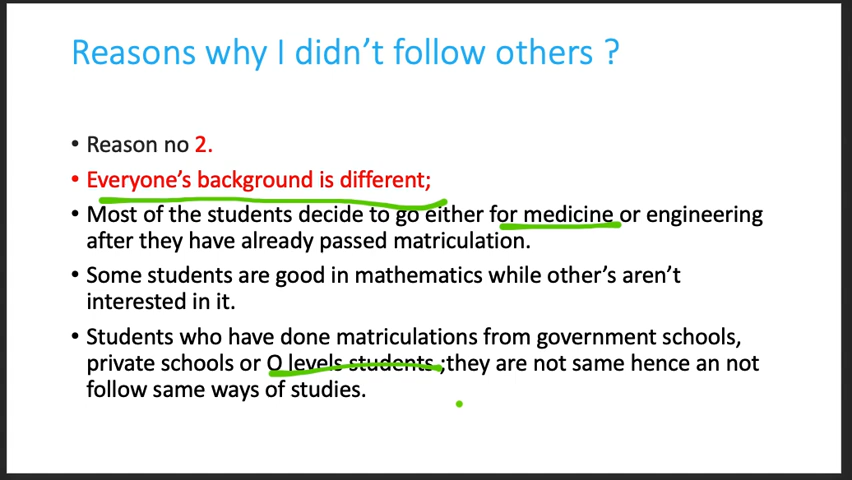 Reasons why I didn’t follow others ?
• Reason no 2.
• Everyone’s background is different;
• Most of the students decide to go either for medicine or engineering
after they have already passed matriculation.
• Some students are good in mathematics while other’s aren’t
interested in it.
• Students who have done matriculations from government schools,
private schools or O levels students ;they are not same hence an not
follow same ways of studies.